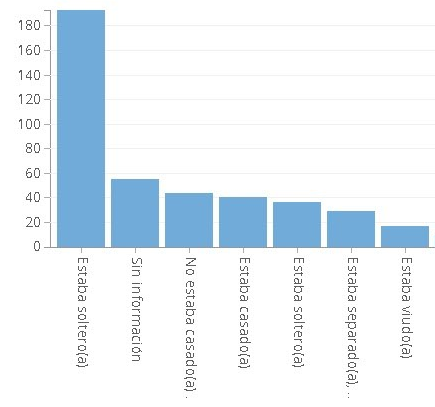 180
160
140
120
100
80
60
40
20
0
Estaba soltero(a)
Sin información
No estaba casado(a) .
Estaba casado(a)
Estaba soltero(a)
Estaba separado(a), ..
Estaba viudo(a)